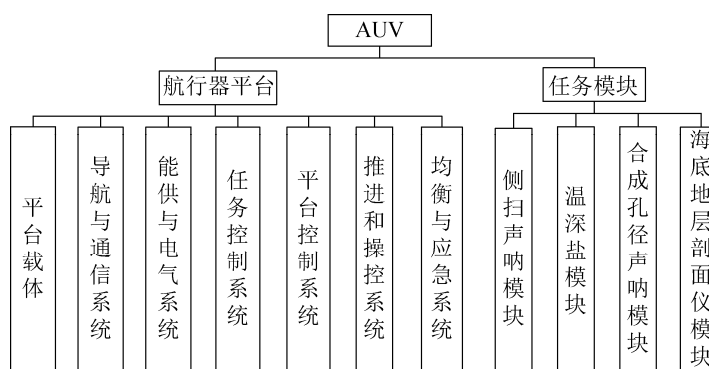 AUV
航行器平台
任务模块
平台载体
导航与通信系统
能供与电气系统
任务控制系统
平台控制系统
推进和操控系统
均衡与应急系统
侧扫声呐模块
温深盐模块
合成孔径声呐模块
海底地层剖面仪模块